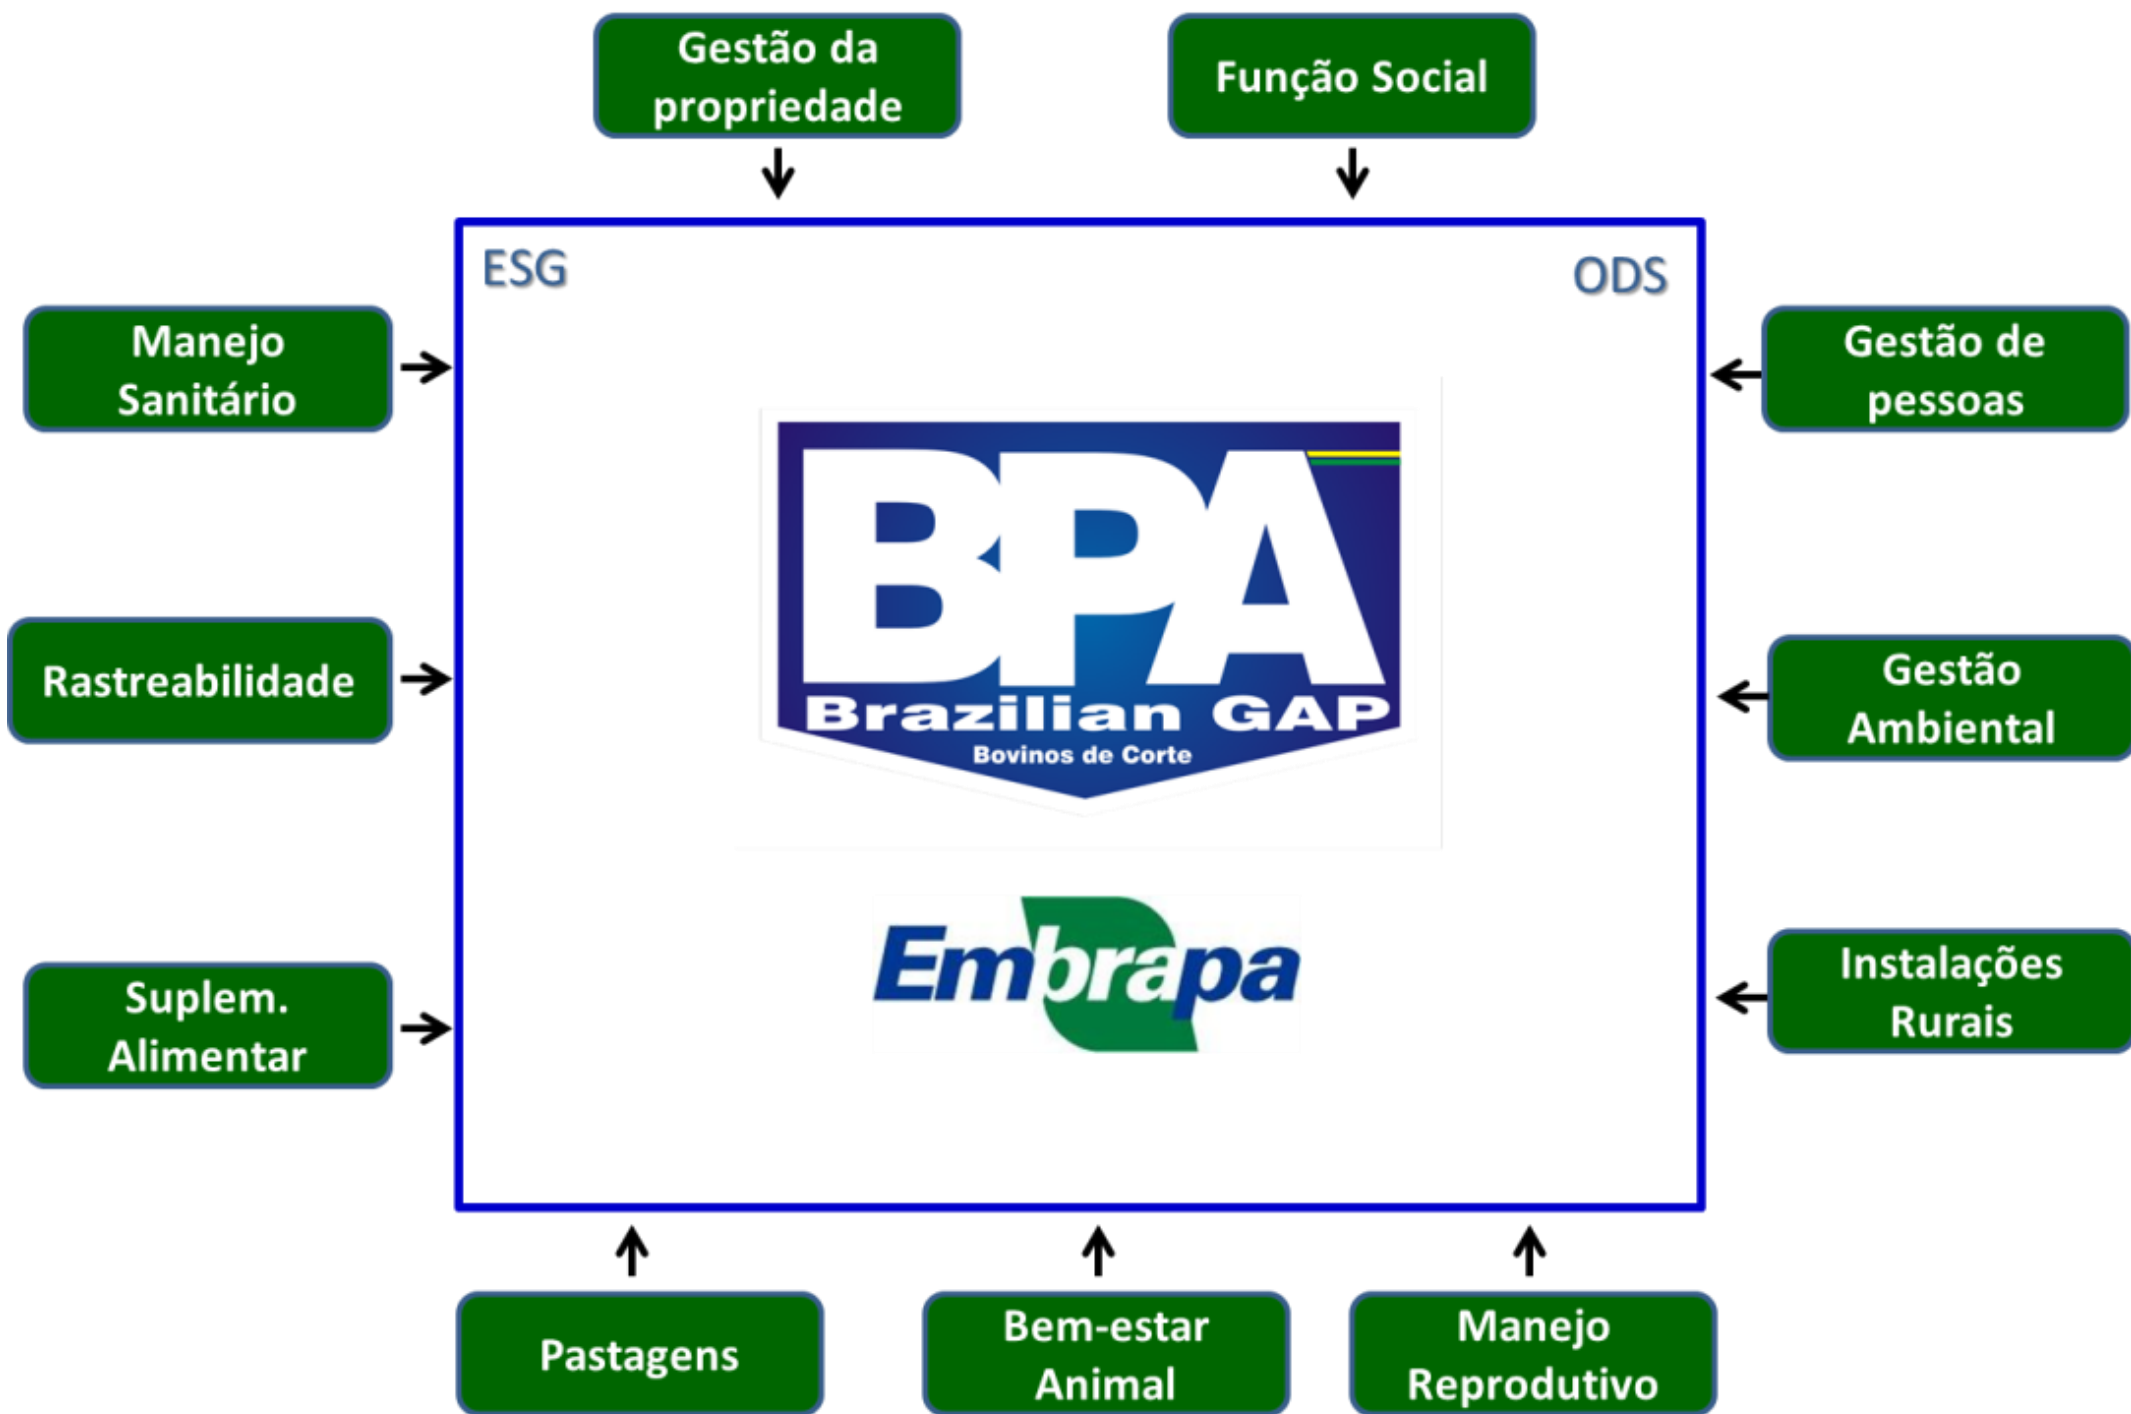 Gestão da
propriedade
Função Social
ESG
ODS
Manejo
Sanitário
Gestão de
pessoas
BPA
Brazilian GAP
Bovinos de Corte
Rastreabilidade
Gestão
Ambiental
Embrapa
Suplem.
Alimentar
Instalações
Rurais
Pastagens
Bem-estar
Animal
Manejo
Reprodutivo